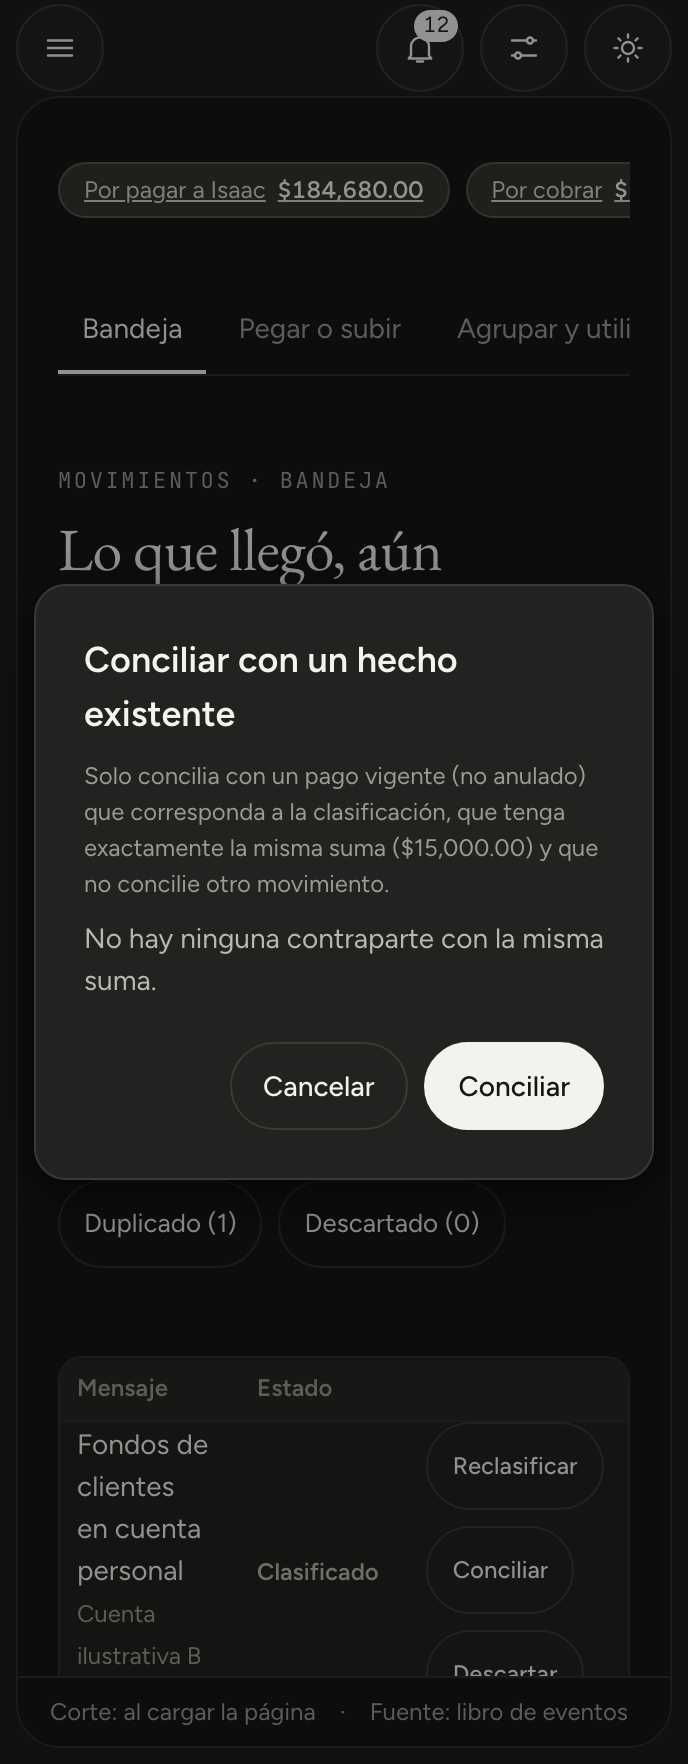 12
Por pagar a Isaac $184,680.00
Por cobrar $
Bandeja
Pegar o subir
Agrupar y utili
MOVIMIENTOS · BANDEJA
Lo que llegó, aún
Conciliar con un hecho
existente
Solo concilia con un pago vigente (no anulado)
que corresponda a la clasificación, que tenga
exactamente la misma suma ($15,000.00) y que
no concilie otro movimiento.
No hay ninguna contraparte con la misma
suma.
Cancelar
Conciliar
Duplicado (1)
Descartado (0)
Mensaje
Estado
Fondos de
clientes
en cuenta
personal
Cuenta
ilustrativa B
Clasificado
Reclasificar
Conciliar
Descartar
Corte: al cargar la página · Fuente: libro de eventos